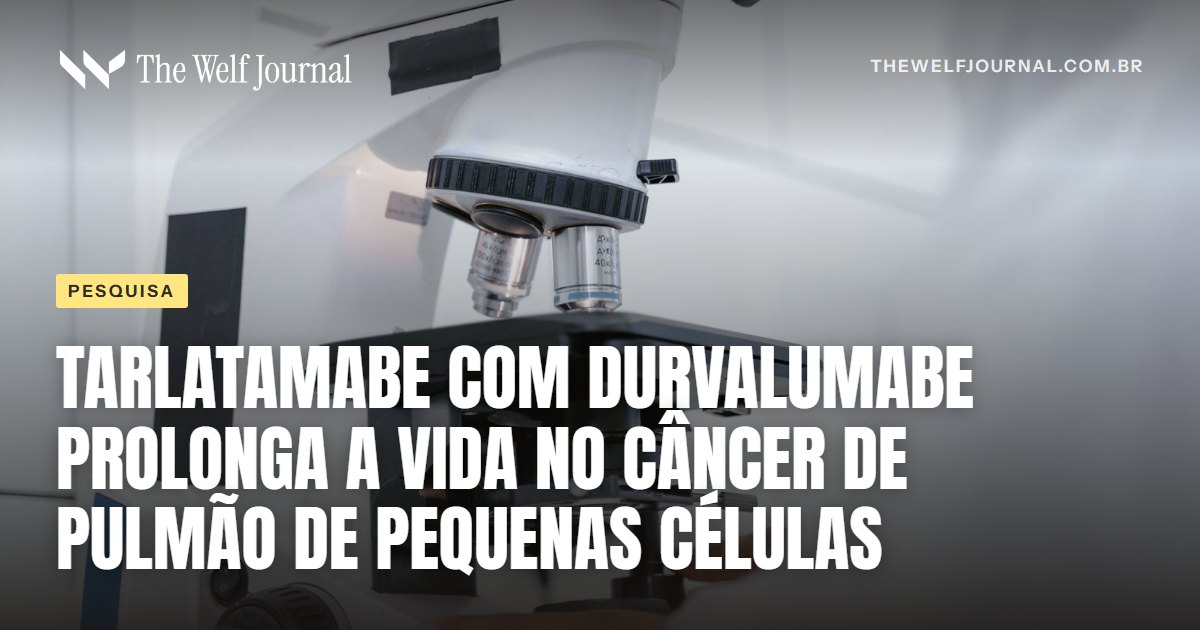 The Welf Journal
THEWELFJOURNAL.COM.BR
PESQUISA
TARLATAMABE COM DURVALUMABE
PROLONGA A VIDA NO CÂNCER DE
PULMÃO DE PEQUENAS CÉLULAS